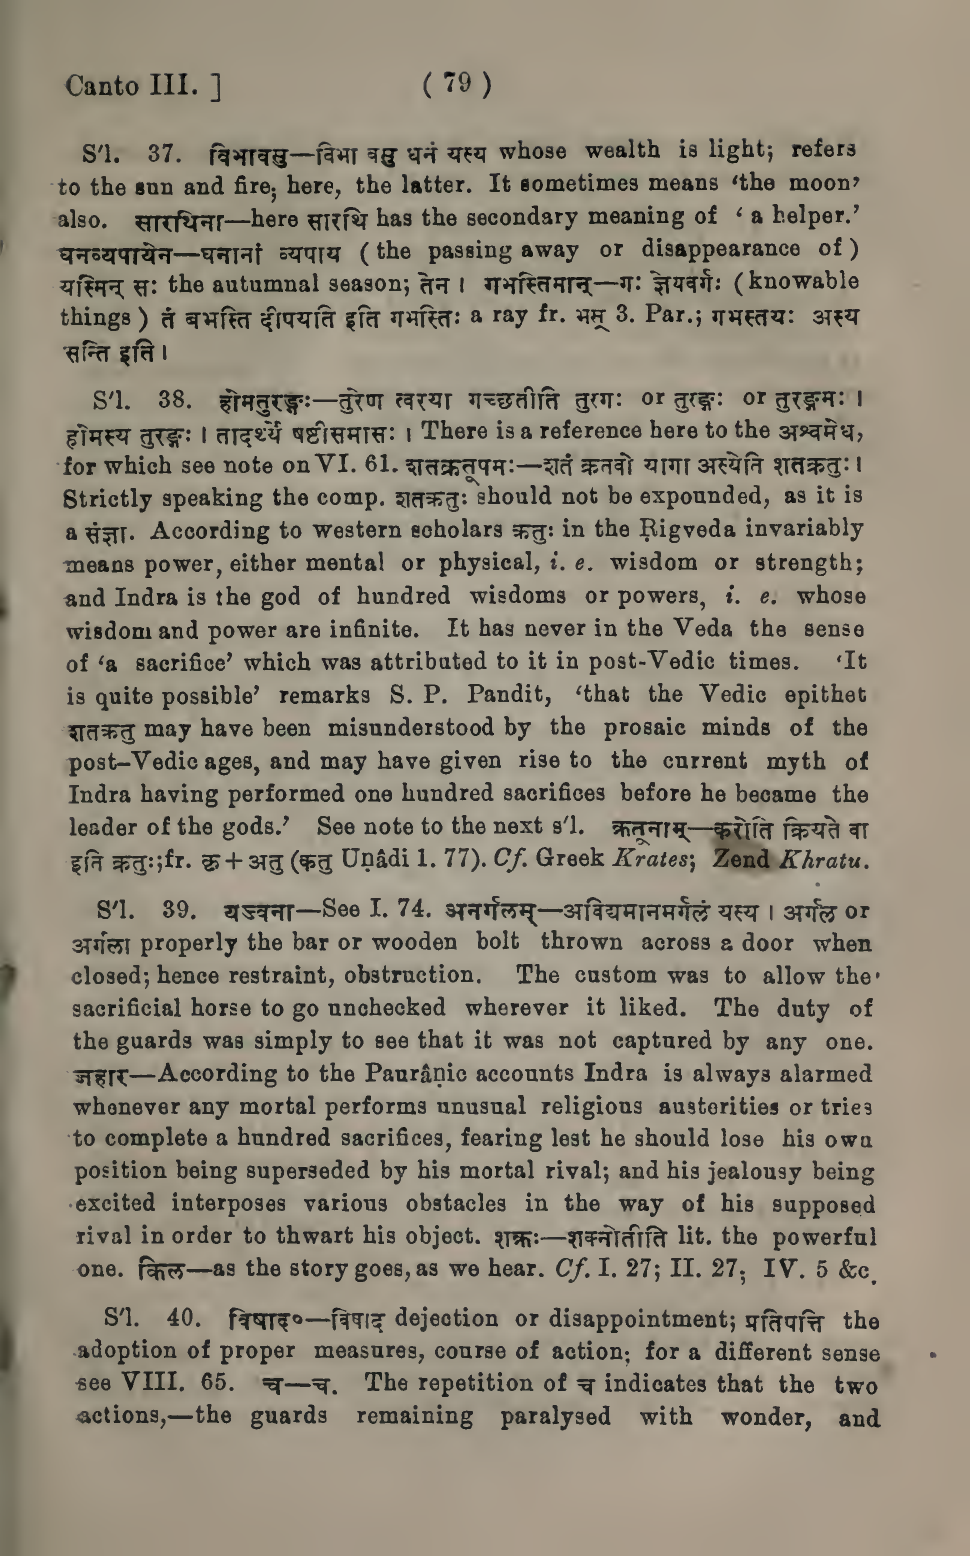 Canto III. ] ( 79 )
S'l. 37. विभावसु—विभा वसु धनं यस्य whose wealth is light; refers
to the sun and fire; here, the latter. It sometimes means ‘the moon’
also. सारथिना—here सारथि has the secondary meaning of ‘ a helper.’
घनव्यपायेन—घनानां व्यपाय ( the passing away or disappearance of )
यस्मिन् सः the autumnal season; तेन । गभस्तिमान्—गः ज्ञेयवर्गः ( knowable
things ) तं बभस्ति दीपयति इति गभस्तिः a ray fr. भस् 3. Par.; गभस्तयः अस्य
सन्ति इति ।
S'l. 38. होमतुरङ्गः—तुरेण त्वरया गच्छतीति तुरगः or तुरङ्गः or तुरङ्गमः ।
होमस्य तुरङ्गः । तादर्थ्ये षष्ठीसमासः । There is a reference here to the अश्वमेध,
for which see note on VI. 61. शतक्रतूपमः—शतं क्रतवो यागा अस्येति शतक्रतुः ।
Strictly speaking the comp. शतक्रतुः should not be expounded, as it is
a संज्ञा. According to western scholars क्रतुः in the Ṛigveda invariably
means power, either mental or physical, i. e. wisdom or strength;
and Indra is the god of hundred wisdoms or powers, i. e. whose
wisdom and power are infinite. It has never in the Veda the sense
of ‘a sacrifice’ which was attributed to it in post-Vedic times. ‘It
is quite possible’ remarks S. P. Pandit, ‘that the Vedic epithet
शतक्रतु may have been misunderstood by the prosaic minds of the
post-Vedic ages, and may have given rise to the current myth of
Indra having performed one hundred sacrifices before he became the
leader of the gods.’ See note to the next s'l. क्रतूनाम्—करोति क्रियते वा
इति क्रतुः;fr. कृ + अतु (कतु Uṇâdi 1. 77). Cf. Greek Krates; Zend Khratu.
S'l. 39. यज्वना—See I. 74. अनर्गलम्—अविद्यमानमर्गलं यस्य । अर्गल or
अर्गला properly the bar or wooden bolt thrown across a door when
closed; hence restraint, obstruction. The custom was to allow the
sacrificial horse to go unchecked wherever it liked. The duty of
the guards was simply to see that it was not captured by any one.
जहार—According to the Paurâṇic accounts Indra is always alarmed
whenever any mortal performs unusual religious austerities or tries
to complete a hundred sacrifices, fearing lest he should lose his own
position being superseded by his mortal rival; and his jealousy being
excited interposes various obstacles in the way of his supposed
rival in order to thwart his object. शक्रः—शक्नोतीति lit. the powerful
one. किल—as the story goes, as we hear. Cf. I. 27; II. 27; IV. 5 &c.
S'l. 40. विषाद०—विषाद dejection or disappointment; प्रतिपत्ति the
adoption of proper measures, course of action; for a different sense
see VIII. 65. च—च. The repetition of च indicates that the two
actions,—the guards remaining paralysed with wonder, and